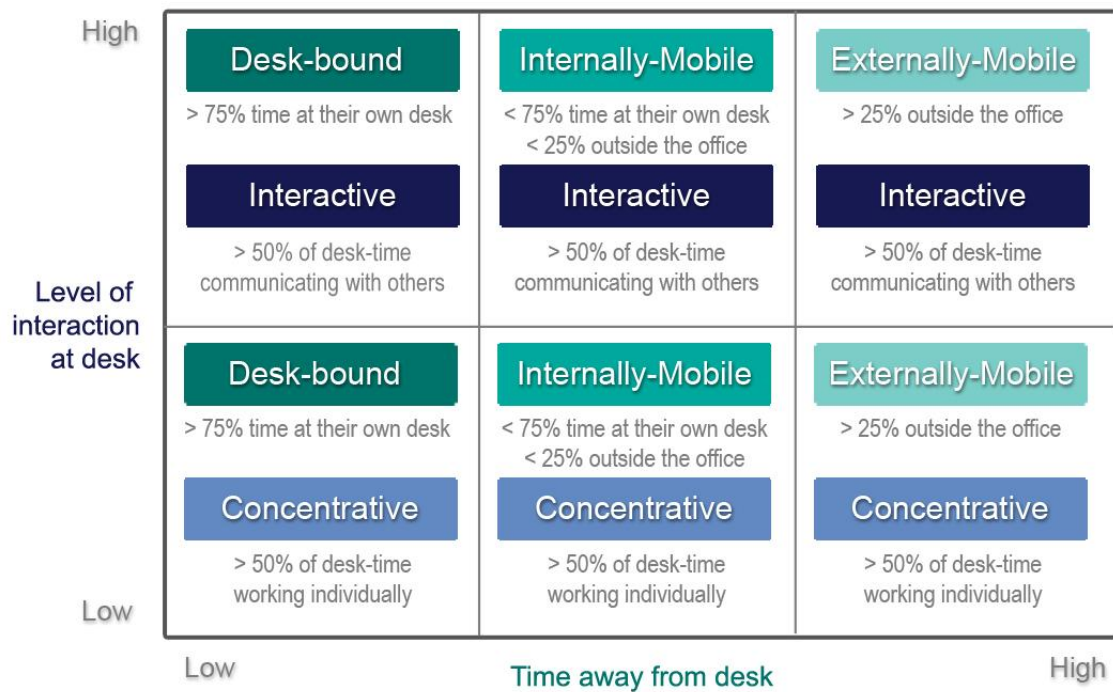 High
Desk-bound
Internally-Mobile
Externally-Mobile
> 75% time at their own desk
< 75% time at their own desk
< 25% outside the office
> 25% outside the office
Interactive
Interactive
Interactive
> 50% of desk-time
communicating with others
> 50% of desk-time
communicating with others
> 50% of desk-time
communicating with others
Level of
interaction
at desk
Desk-bound
Internally-Mobile
Externally-Mobile
> 75% time at their own desk
< 75% time at their own desk
< 25% outside the office
> 25% outside the office
Concentrative
Concentrative
Concentrative
> 50% of desk-time
working individually
> 50% of desk-time
working individually
> 50% of desk-time
working individually
Low
Low
Time away from desk
High